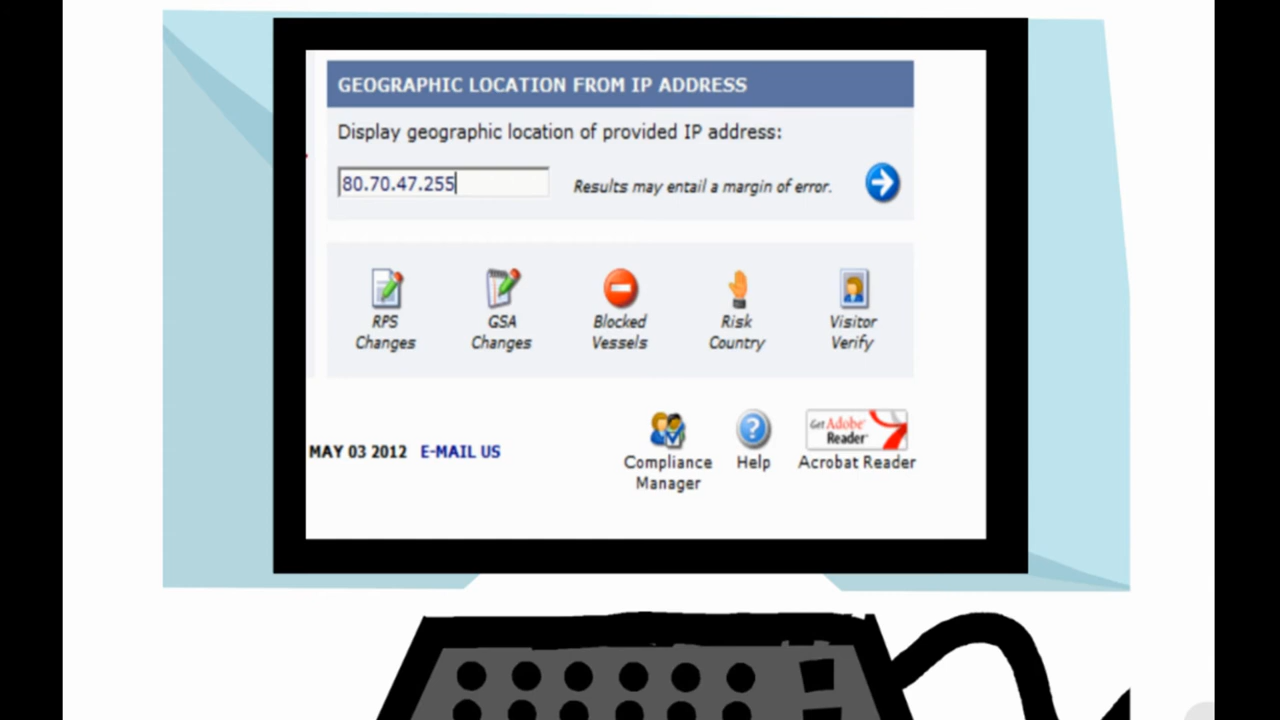 GEOGRAPHIC LOCATION FROM IP ADDRESS
Display geographic location of provided IP address:
80.70.47.255
Results may entail a margin of error.
RPS
Changes
GSA
Changes
Blocked
Vessels
Risk
Country
Visitor
Verify
MAY 03 2012 E-MAIL US
Compliance
Manager
Help
Get Adobe
Reader
Acrobat Reader